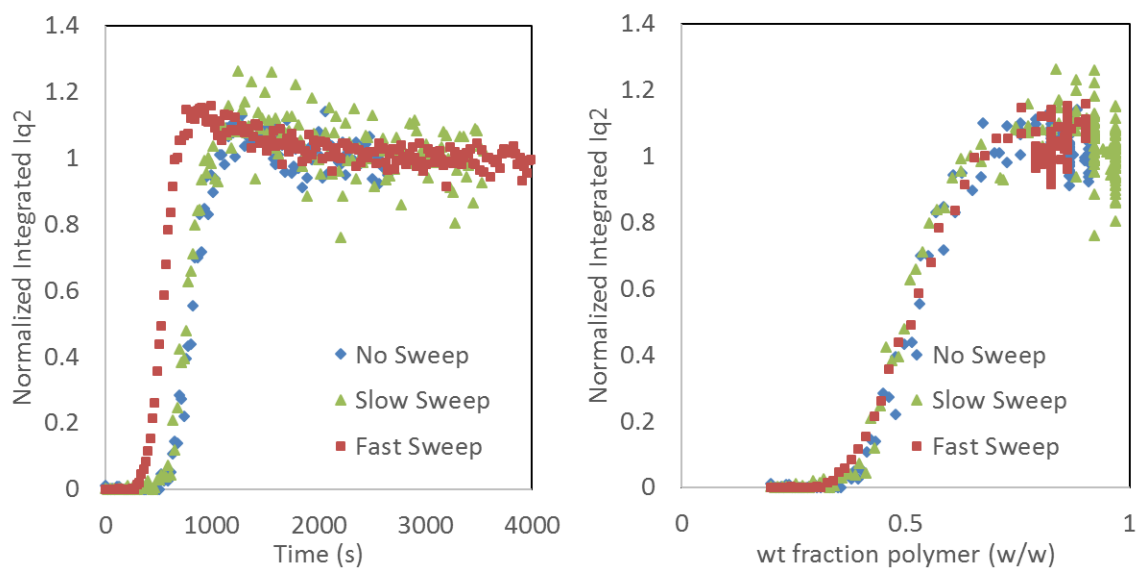 1.4
1.2
1
0.8
0.6
0.4
0.2
0
Normalized Integrated Iq2
No Sweep
Slow Sweep
Fast Sweep
0 1000 2000 3000 4000
Time (s)
1.4
1.2
1
0.8
0.6
0.4
0.2
0
Normalized Integrated Iq2
No Sweep
Slow Sweep
Fast Sweep
0 0.5 1
wt fraction polymer (w/w)